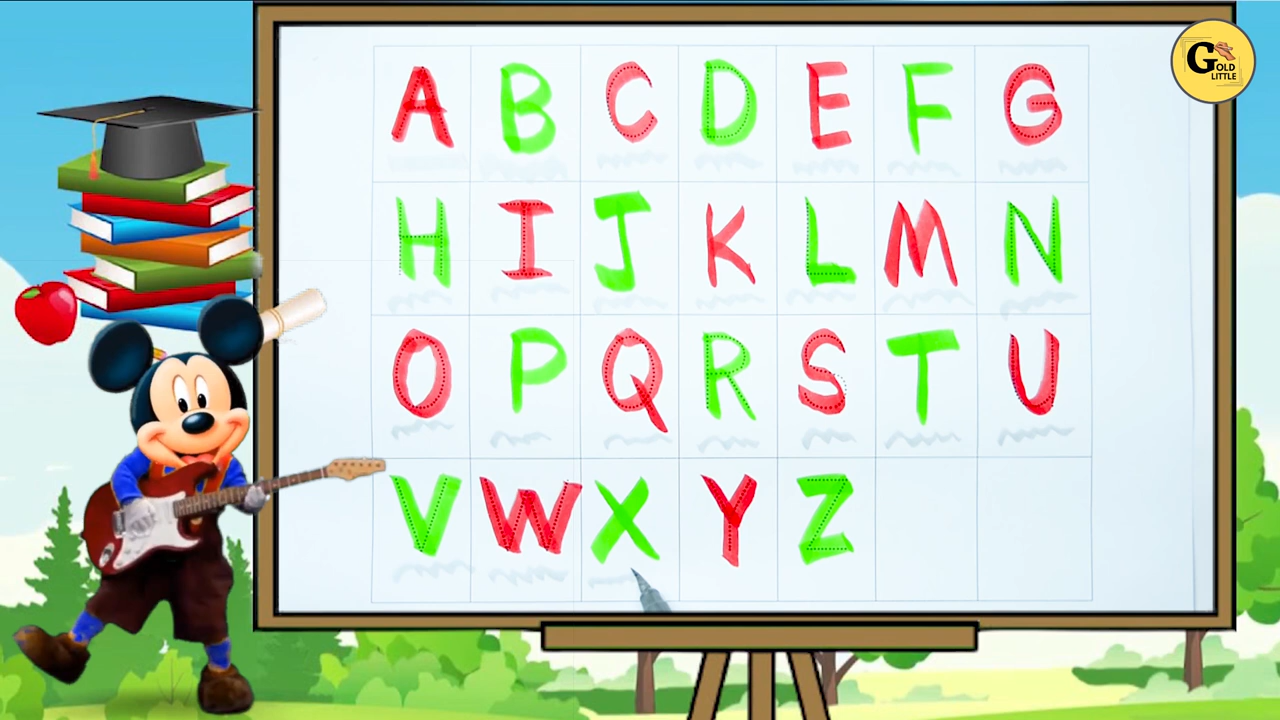 A B C D E F G
H I J K L M N
O P Q R S T U
V W X Y Z
GOLD
LITTLE